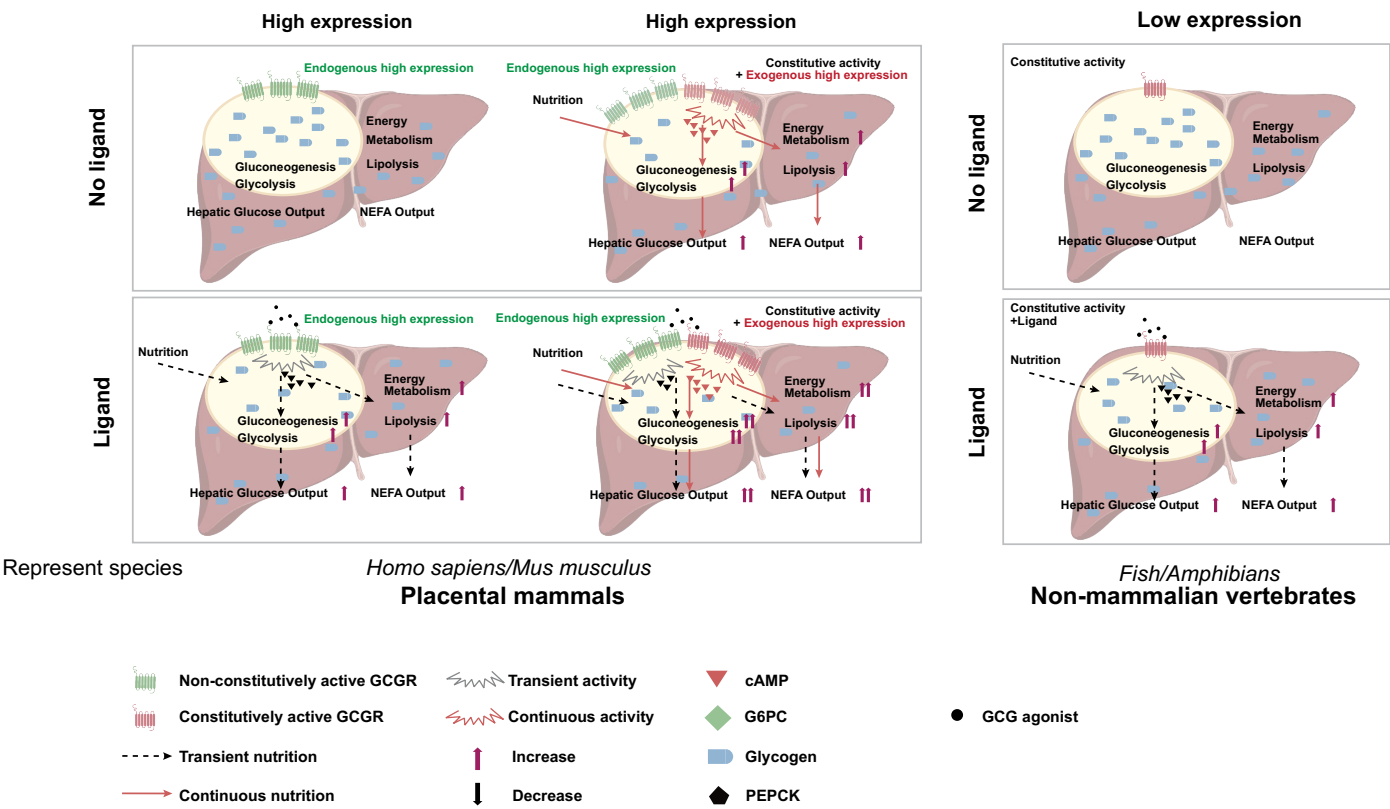 High expression
High expression
Low expression
No ligand
Endogenous high expression
Energy
Metabolism
Lipolysis
Gluconeogenesis
Glycolysis
Hepatic Glucose Output
NEFA Output
Endogenous high expression
Constitutive activity
+ Exogenous high expression
Nutrition
Energy
Metabolism
Lipolysis
Gluconeogenesis
Glycolysis
Hepatic Glucose Output
NEFA Output
No ligand
Constitutive activity
Energy
Metabolism
Lipolysis
Gluconeogenesis
Glycolysis
Hepatic Glucose Output
NEFA Output
Ligand
Endogenous high expression
Nutrition
Energy
Metabolism
Lipolysis
Gluconeogenesis
Glycolysis
Hepatic Glucose Output
NEFA Output
Endogenous high expression
Constitutive activity
+ Exogenous high expression
Nutrition
Energy
Metabolism
Lipolysis
Gluconeogenesis
Glycolysis
Hepatic Glucose Output
NEFA Output
Ligand
Constitutive activity
+Ligand
Nutrition
Energy
Metabolism
Lipolysis
Gluconeogenesis
Glycolysis
Hepatic Glucose Output
NEFA Output
Represent species
Homo sapiens/Mus musculus
Placental mammals
Fish/Amphibians
Non-mammalian vertebrates
Non-constitutively active GCGR
Transient activity
cAMP
Constitutively active GCGR
Continuous activity
G6PC
GCG agonist
Transient nutrition
Increase
Glycogen
Continuous nutrition
Decrease
PEPCK